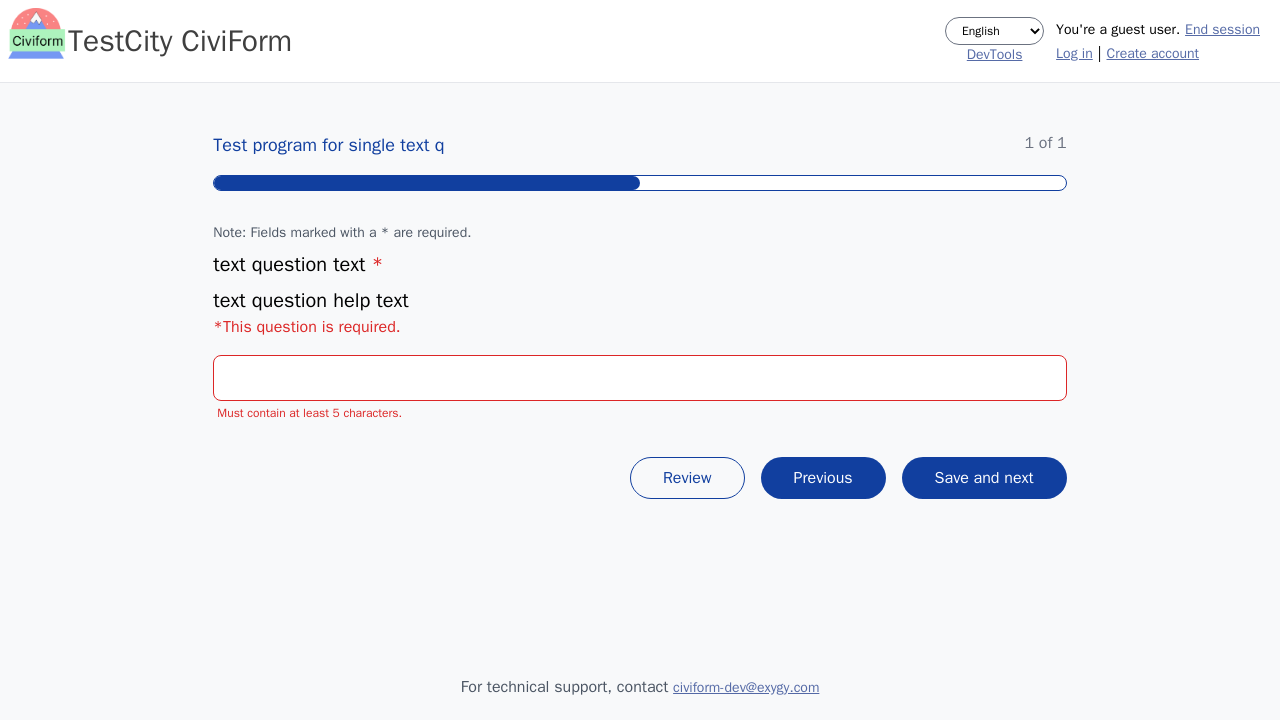 Civiform
TestCity CiviForm
English
You're a guest user. End session
DevTools
Log in | Create account
Test program for single text q
1 of 1
Note: Fields marked with a * are required.
text question text *
text question help text
*This question is required.
Must contain at least 5 characters.
Review
Previous
Save and next
For technical support, contact civiform-dev@exygy.com